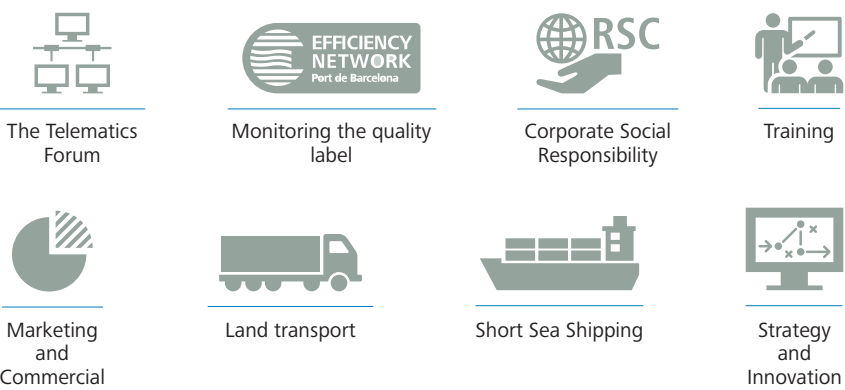 EFFICIENCY
NETWORK
Port de Barcelona
RSC
The Telematics
Forum
Monitoring the quality
label
Corporate Social
Responsibility
Training
Marketing
and
Commercial
Land transport
Short Sea Shipping
Strategy
and
Innovation